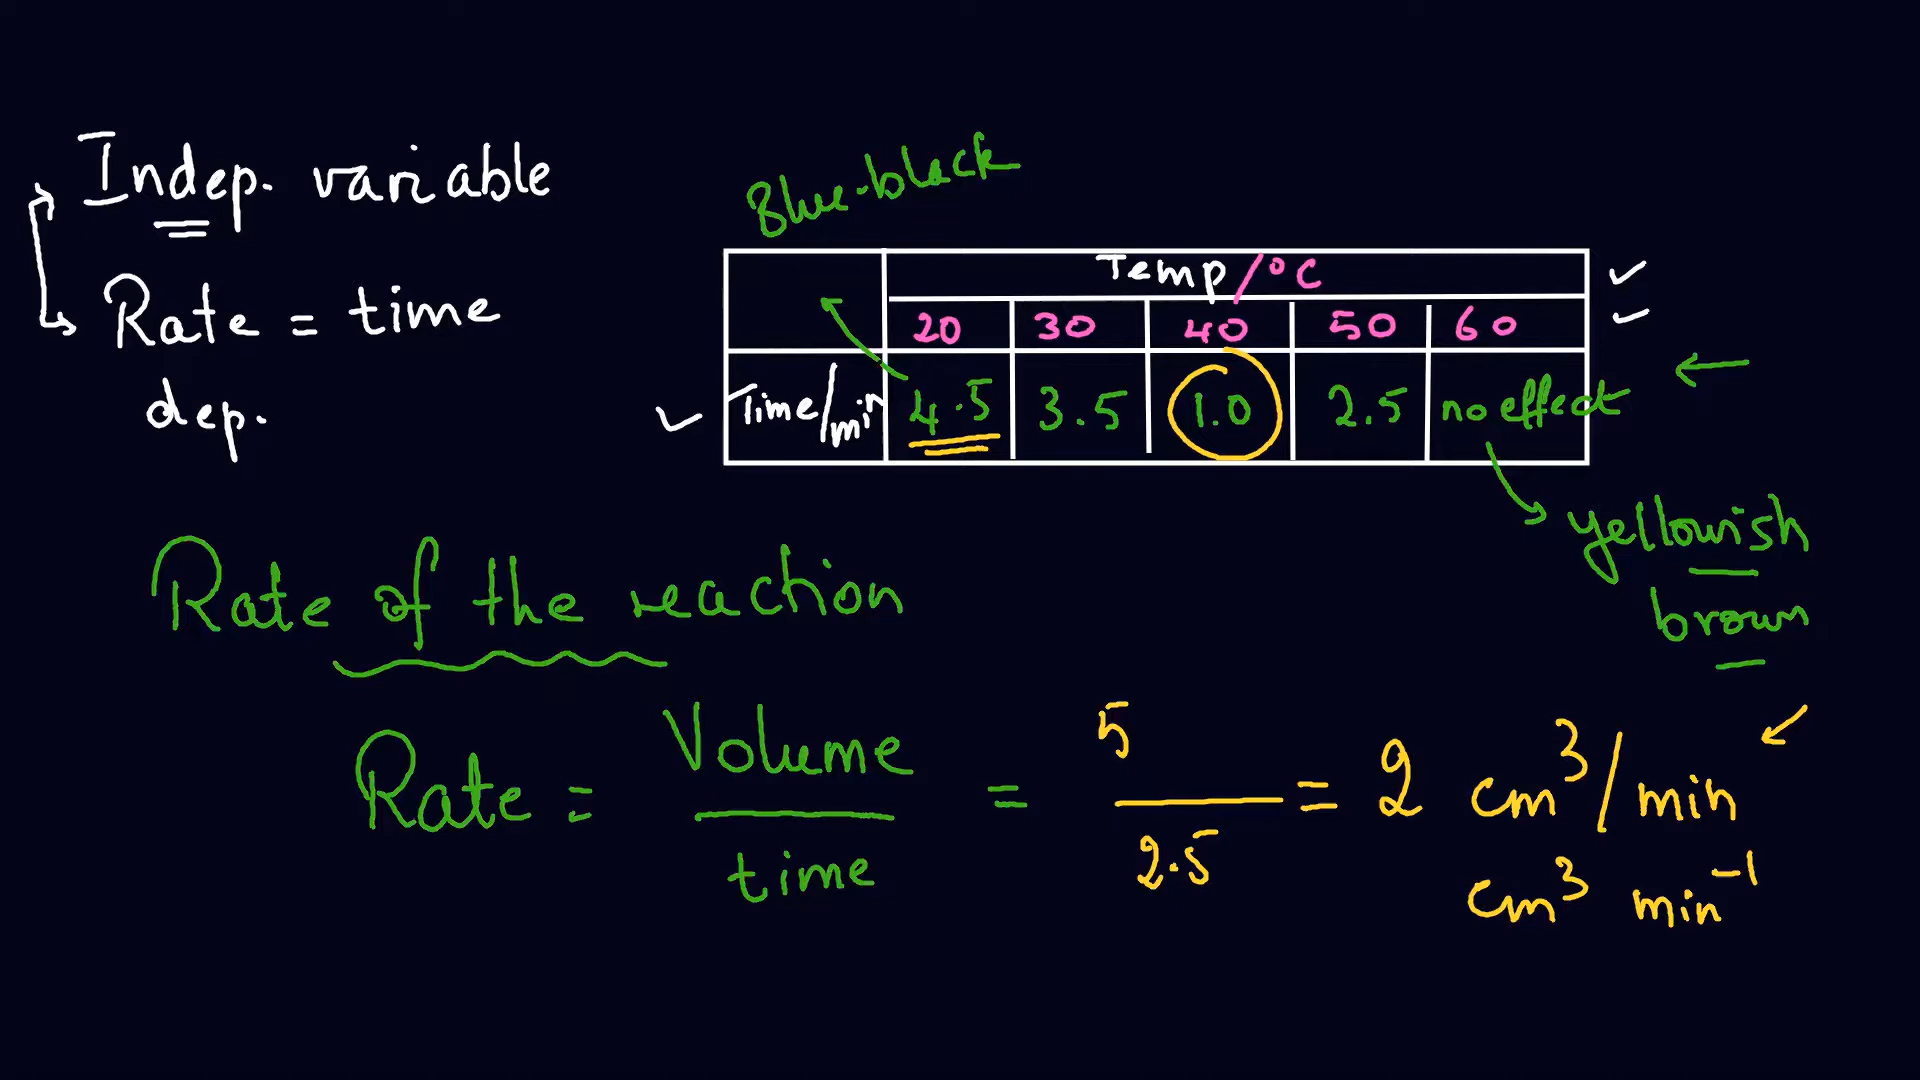 Indep. variable
Rate = time
dep.
Blue-black
Temp/°C
20 30 40 50 60
Time/min 4.5 3.5 1.0 2.5 no effect
yellowish
brown
Rate of the reaction
Rate = Volume/time = 5/2.5 = 2 cm³/min
cm³ min⁻¹